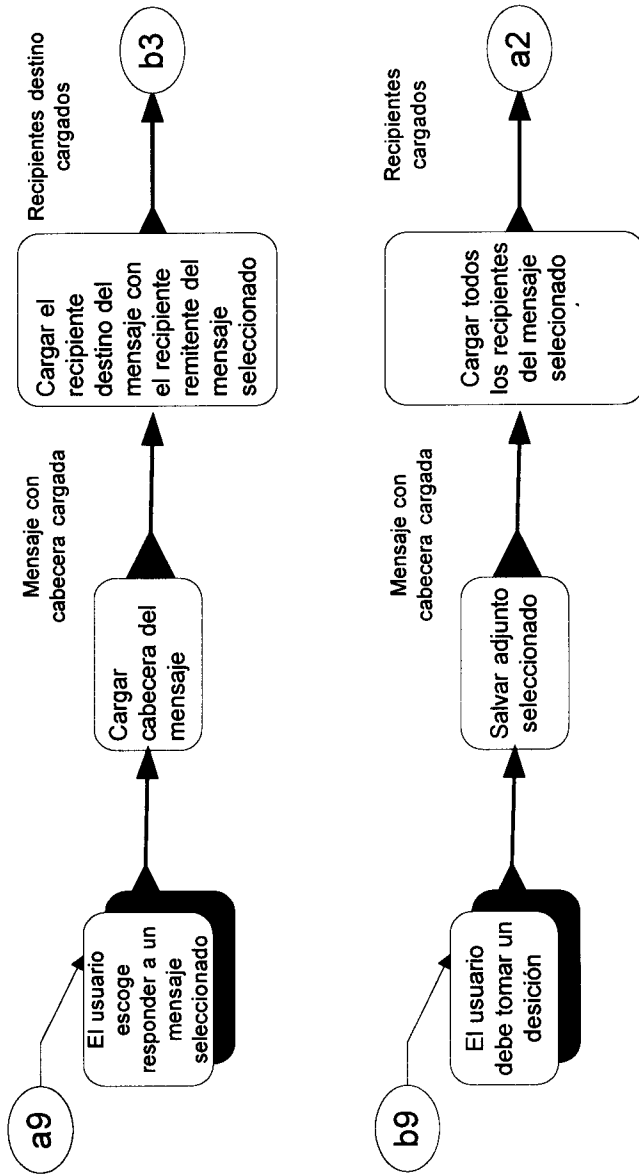 a9
El usuario
escoge
responder a un
mensaje
seleccionado
Cargar
cabecera del
mensaje
Mensaje con
cabecera cargada
Cargar el
recipiente
destino del
mensaje con
el recipiente
remitente del
mensaje
seleccionado
Recipientes destino
cargados
b3
b9
El usuario
debe tomar un
desición
Salvar adjunto
seleccionado
Mensaje con
cabecera cargada
Cargar todos
los recipientes
del mensaje
selecionado
Recipientes
cargados
a2